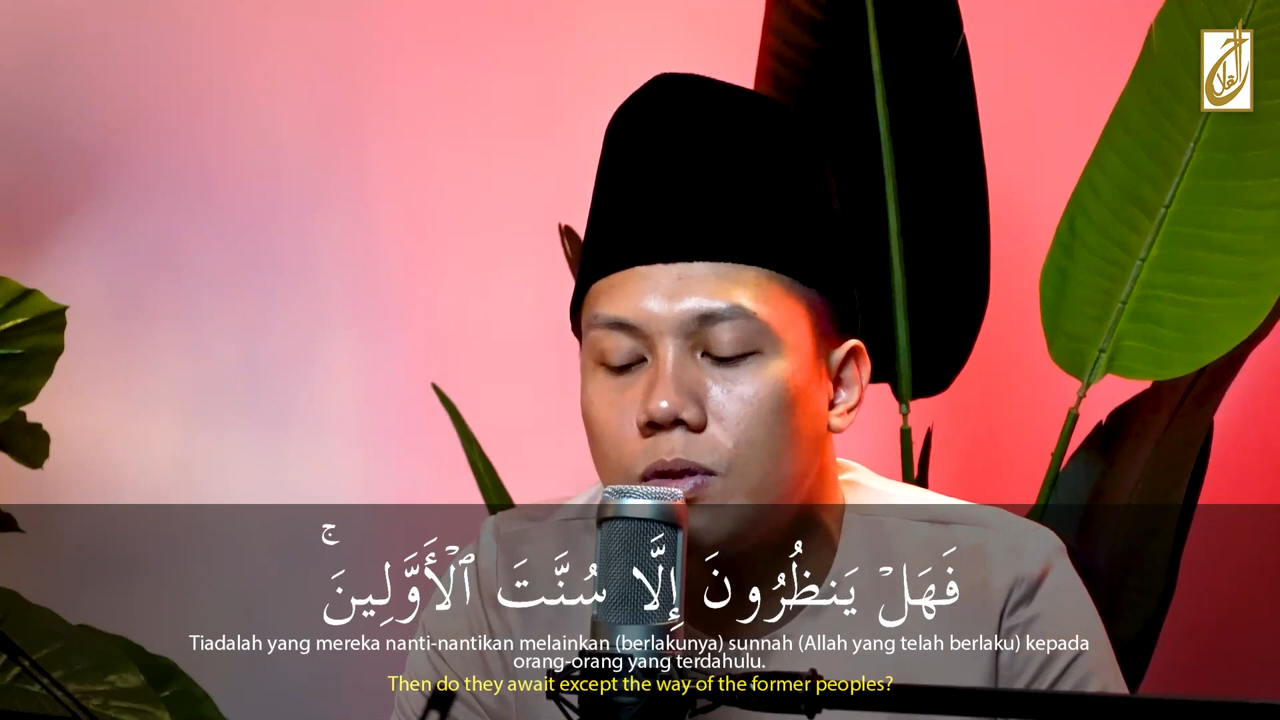 فَهَلْ يَنظُرُونَ إِلَّا سُنَّتَ ٱلْأَوَّلِينَ ۚ
Tiadalah yang mereka nanti-nantikan melainkan (berlakunya) sunnah (Allah yang telah berlaku) kepada
orang-orang yang terdahulu.
Then do they await except the way of the former peoples?